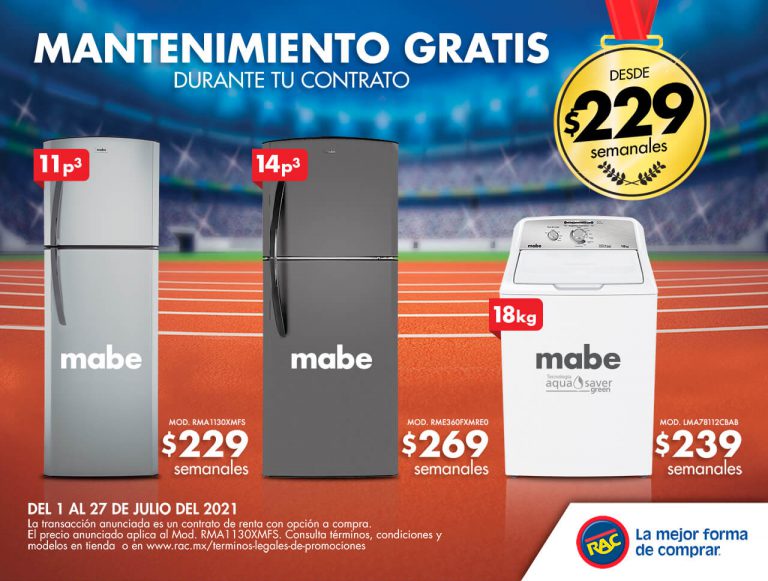 MANTENIMIENTO GRATIS
DURANTE TU CONTRATO
DESDE
$229
semanales
11p³
14p³
18kg
mabe
mabe
mabe
mabe
Tecnología
aqua saver
green
MOD. RMA1130XMFS
$229
semanales
MOD. RME360FXMRE0
$269
semanales
MOD. LMA78112CBAB
$239
semanales
DEL 1 AL 27 DE JULIO DEL 2021
La transacción anunciada es un contrato de renta con opción a compra.
El precio anunciado aplica al Mod. RMA1130XMFS. Consulta términos, condiciones y
modelos en tienda o en www.rac.mx/terminos-legales-de-promociones
RAC
La mejor forma
de comprar.